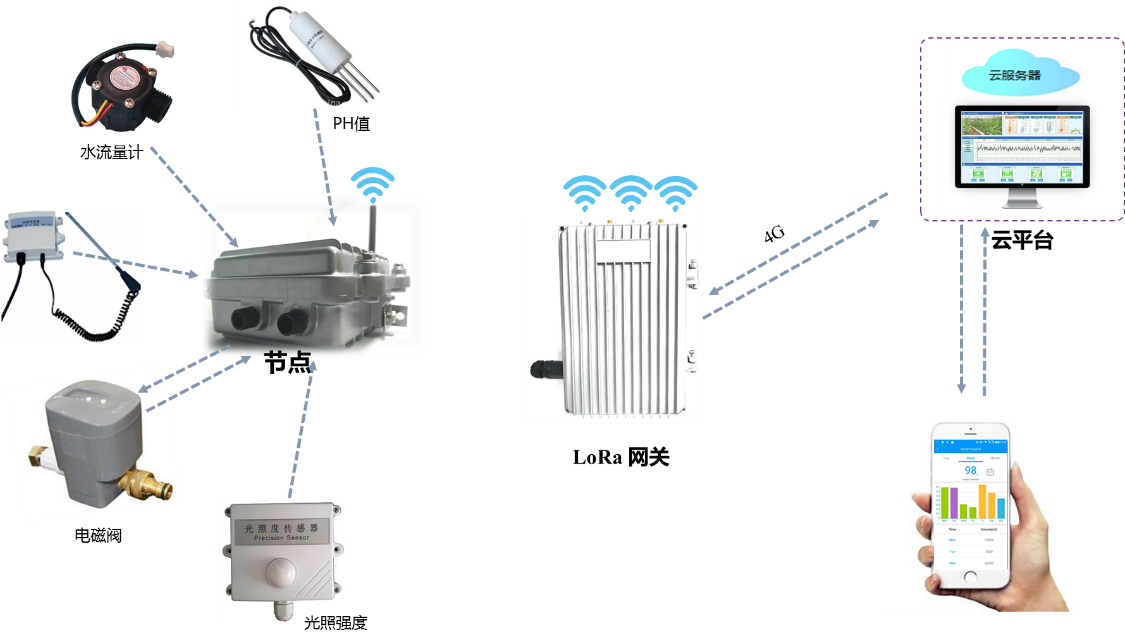 水流量计
PH值
节点
电磁阀
光照度传感器
Precision Sensor
光照强度
LoRa 网关
4G
云服务器
云平台
98